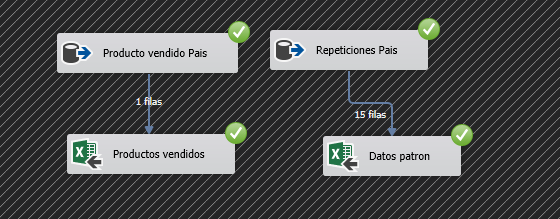 Producto vendido Pais
Repeticiones Pais
1 filas
15 filas
Productos vendidos
Datos patron